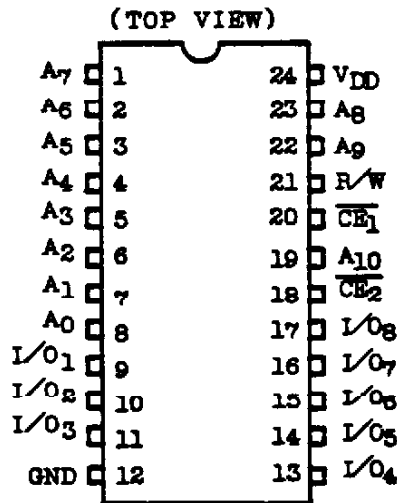 (TOP VIEW)
A7 1 24 VDD
A6 2 23 A8
A5 3 22 A9
A4 4 21 R/W
A3 5 20 C̅E̅1̅
A2 6 19 A10
A1 7 18 C̅E̅2̅
A0 8 17 I/O8
I/O1 9 16 I/O7
I/O2 10 15 I/O6
I/O3 11 14 I/O5
GND 12 13 I/O4